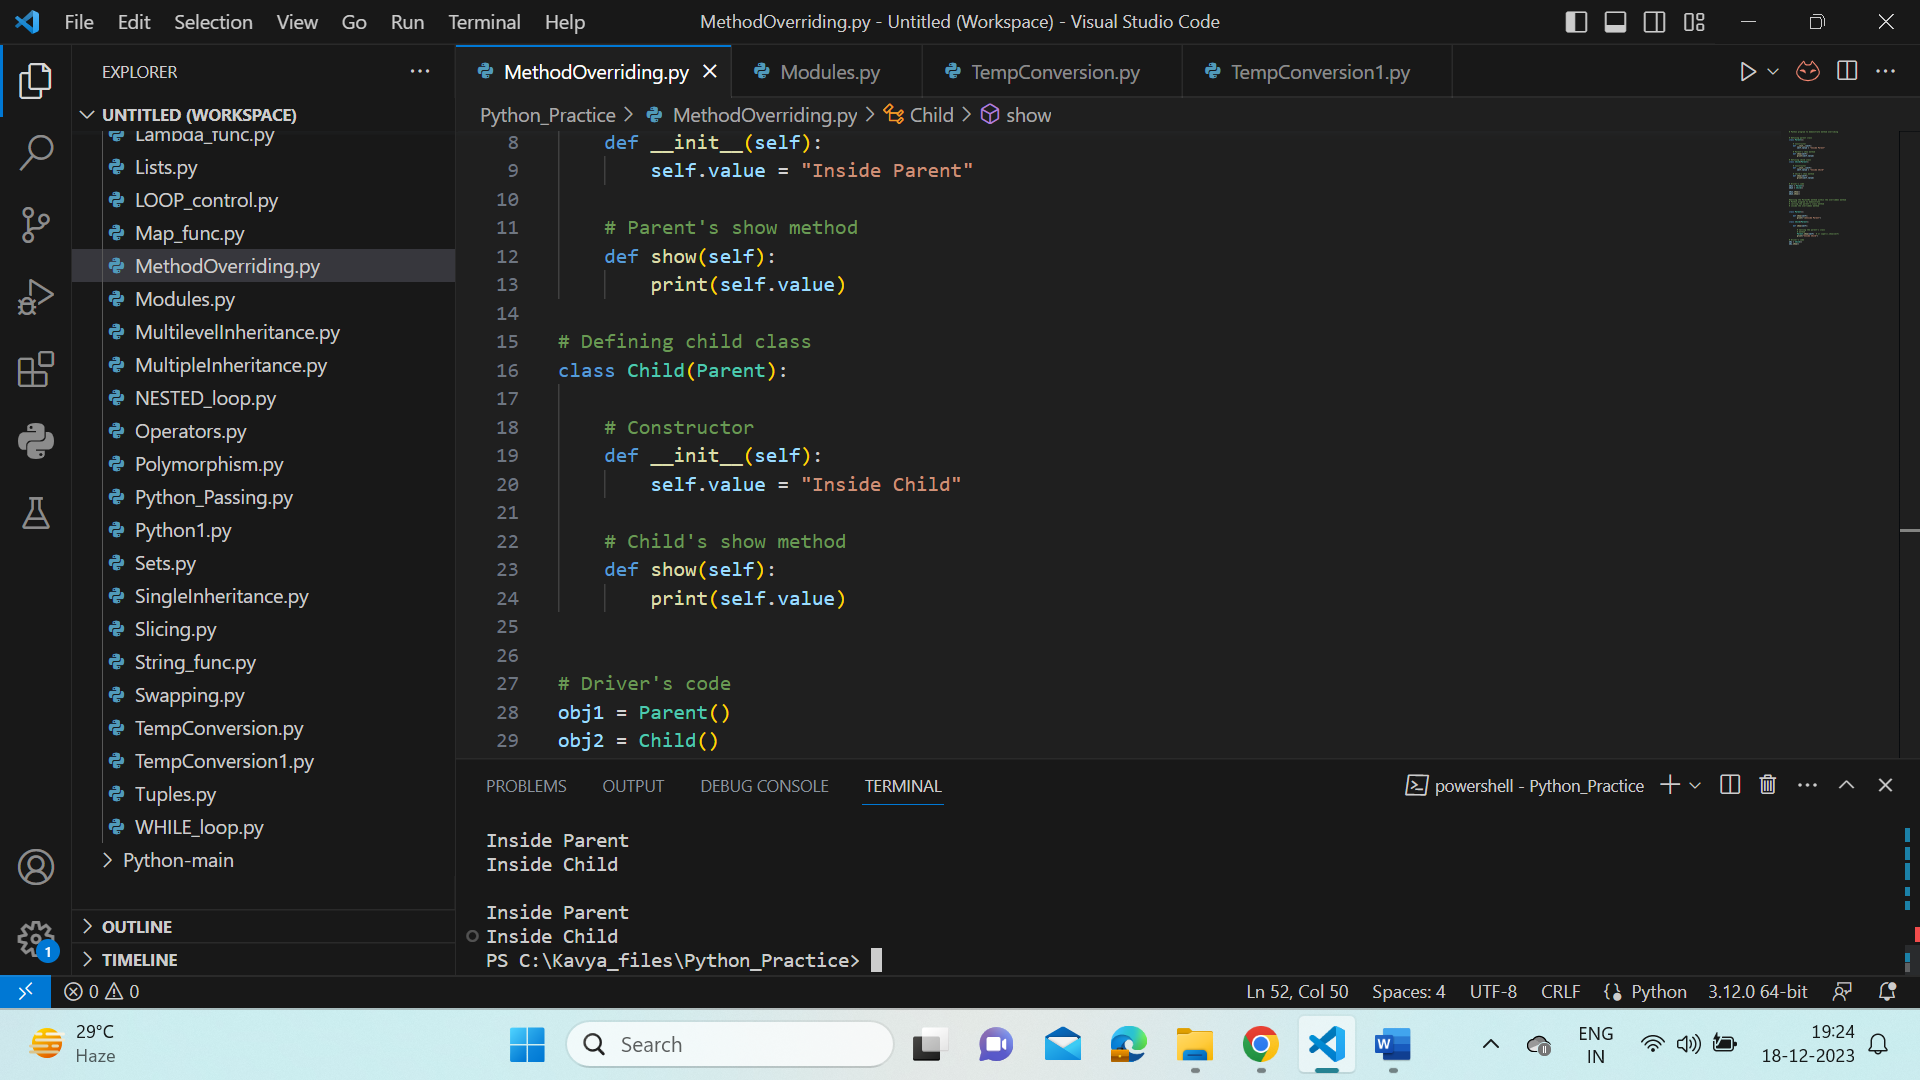 File Edit Selection View Go Run Terminal Help
MethodOverriding.py - Untitled (Workspace) - Visual Studio Code
EXPLORER
UNTITLED (WORKSPACE)
Lambda_func.py
Lists.py
LOOP_control.py
Map_func.py
MethodOverriding.py
Modules.py
MultilevelInheritance.py
MultipleInheritance.py
NESTED_loop.py
Operators.py
Polymorphism.py
Python_Passing.py
Python1.py
Sets.py
SingleInheritance.py
Slicing.py
String_func.py
Swapping.py
TempConversion.py
TempConversion1.py
Tuples.py
WHILE_loop.py
Python-main
OUTLINE
TIMELINE
1
MethodOverriding.py Modules.py TempConversion.py TempConversion1.py
Python_Practice > MethodOverriding.py > Child > show
8 def __init__(self):
9 self.value = "Inside Parent"
10
11 # Parent's show method
12 def show(self):
13 print(self.value)
14
15 # Defining child class
16 class Child(Parent):
17
18 # Constructor
19 def __init__(self):
20 self.value = "Inside Child"
21
22 # Child's show method
23 def show(self):
24 print(self.value)
25
26
27 # Driver's code
28 obj1 = Parent()
29 obj2 = Child()
PROBLEMS OUTPUT DEBUG CONSOLE TERMINAL
powershell - Python_Practice
Inside Parent
Inside Child
Inside Parent
Inside Child
PS C:\Kavya_files\Python_Practice>
0 0
Ln 52, Col 50 Spaces: 4 UTF-8 CRLF Python 3.12.0 64-bit
29°C
Haze
Search
ENG
IN
19:24
18-12-2023